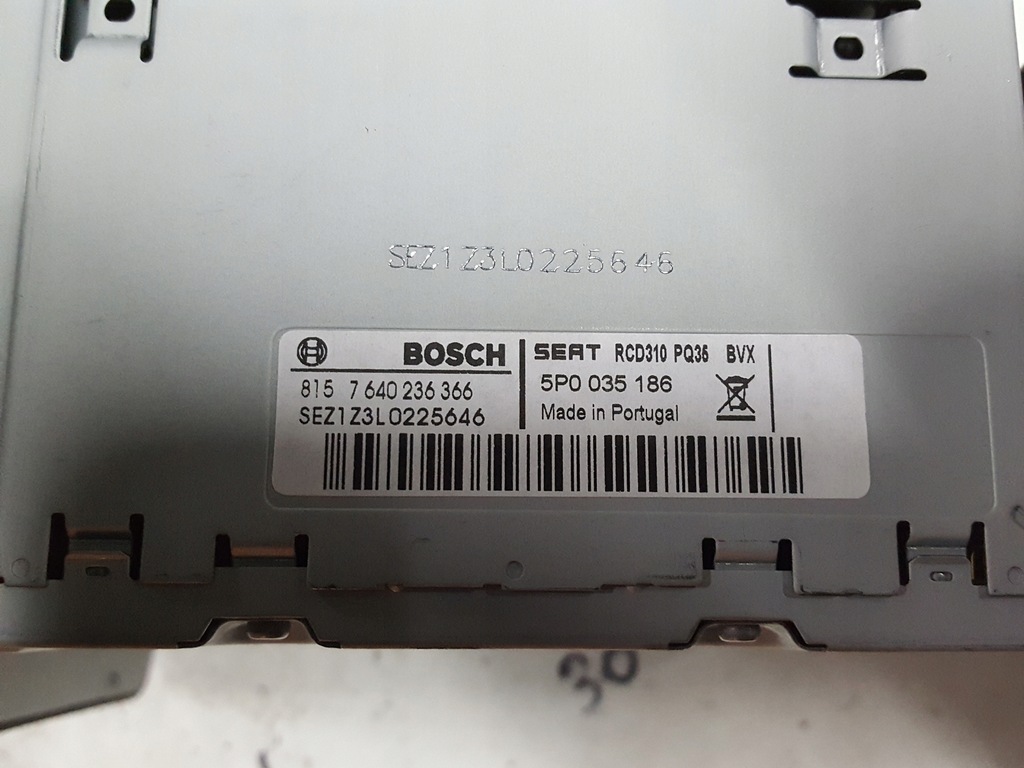 SEZ1Z3L0225646
BOSCH
815 7 640 236 366
SEZ1Z3L0225646
SEAT RCD310 PQ35 BVX
5P0 035 186
Made in Portugal
30